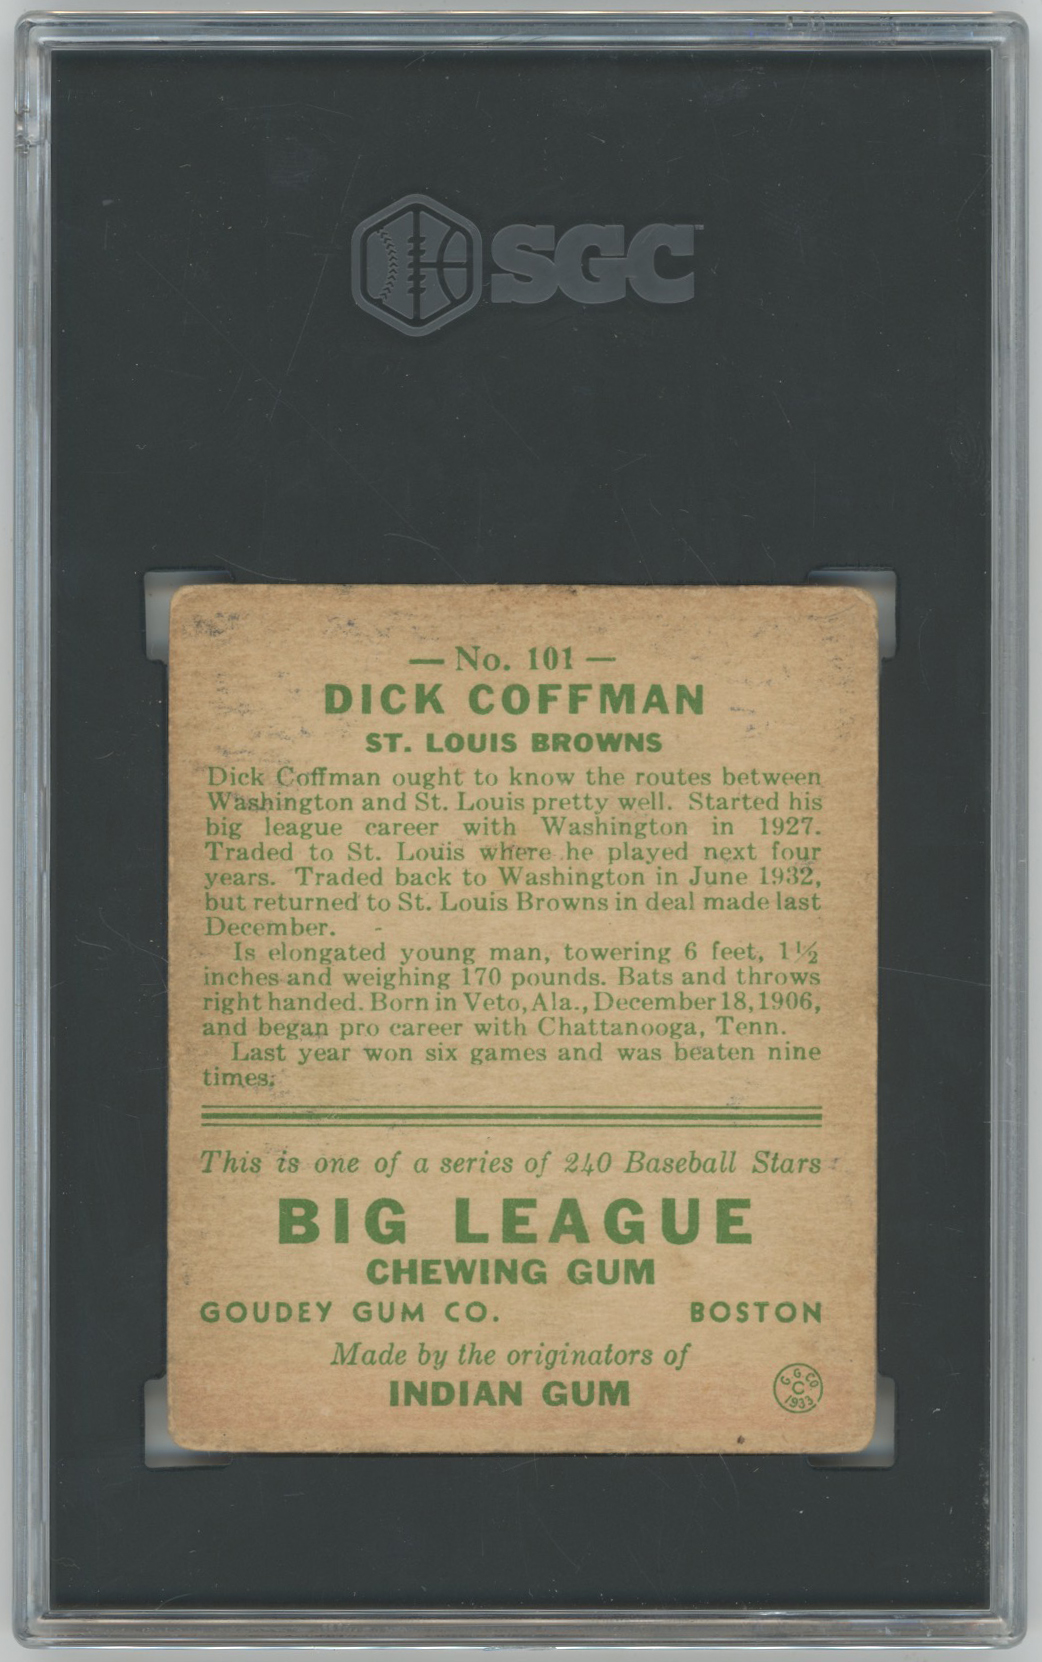 SGC
— No. 101 —
DICK COFFMAN
ST. LOUIS BROWNS
Dick Coffman ought to know the routes between
Washington and St. Louis pretty well. Started his
big league career with Washington in 1927.
Traded to St. Louis where he played next four
years. Traded back to Washington in June 1932,
but returned to St. Louis Browns in deal made last
December.
Is elongated young man, towering 6 feet, 1½
inches and weighing 170 pounds. Bats and throws
right handed. Born in Veto, Ala., December 18, 1906,
and began pro career with Chattanooga, Tenn.
Last year won six games and was beaten nine
times.
This is one of a series of 240 Baseball Stars
BIG LEAGUE
CHEWING GUM
GOUDEY GUM CO. BOSTON
Made by the originators of
INDIAN GUM
G. G. CO.
C
1933